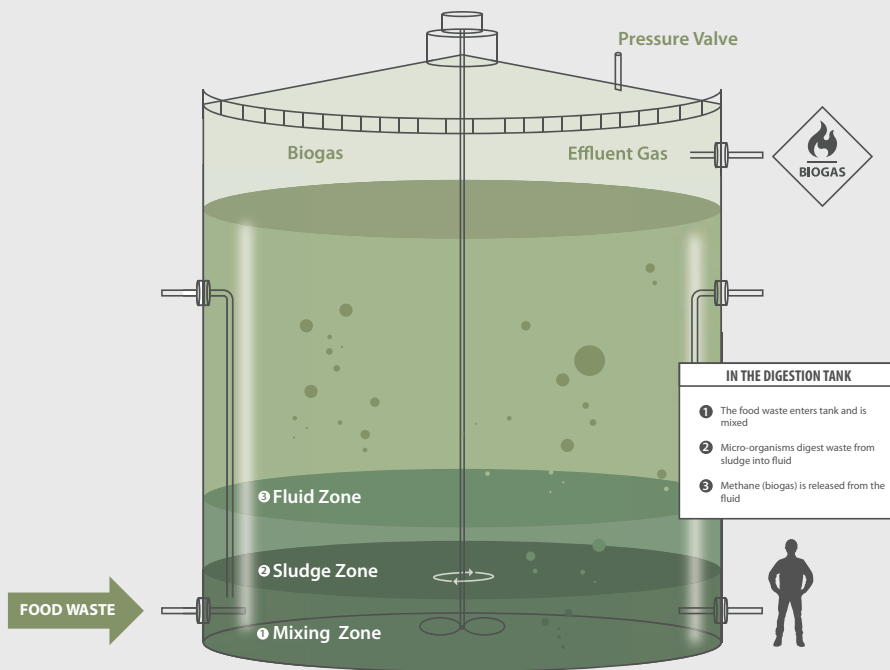 Pressure Valve
Biogas
Effluent Gas
BIOGAS
IN THE DIGESTION TANK
1 The food waste enters tank and is
mixed
2 Micro-organisms digest waste from
sludge into fluid
3 Methane (biogas) is released from the
fluid
3 Fluid Zone
2 Sludge Zone
FOOD WASTE
1 Mixing Zone